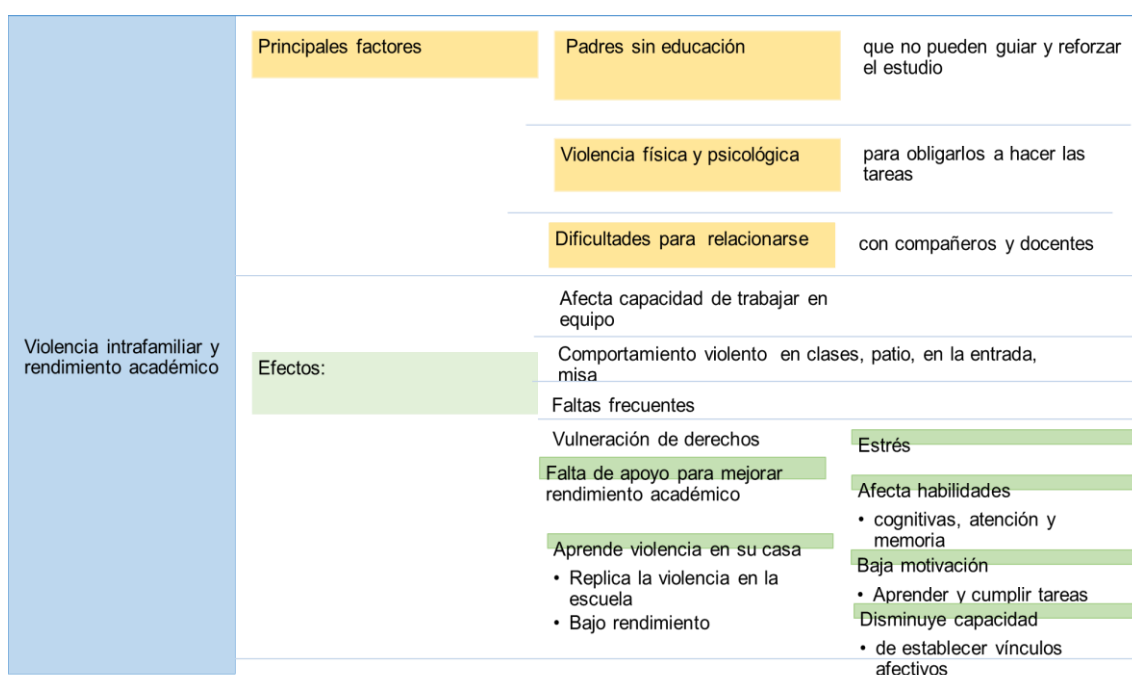 Violencia intrafamiliar y
rendimiento académico
Principales factores
Padres sin educación
que no pueden guiar y reforzar
el estudio
Violencia física y psicológica
para obligarlos a hacer las
tareas
Dificultades para relacionarse
con compañeros y docentes
Efectos:
Afecta capacidad de trabajar en
equipo
Comportamiento violento en clases, patio, en la entrada,
misa
Faltas frecuentes
Vulneración de derechos
Falta de apoyo para mejorar
rendimiento académico
Aprende violencia en su casa
• Replica la violencia en la
escuela
• Bajo rendimiento
Estrés
Afecta habilidades
• cognitivas, atención y
memoria
Baja motivación
• Aprender y cumplir tareas
Disminuye capacidad
• de establecer vínculos
afectivos